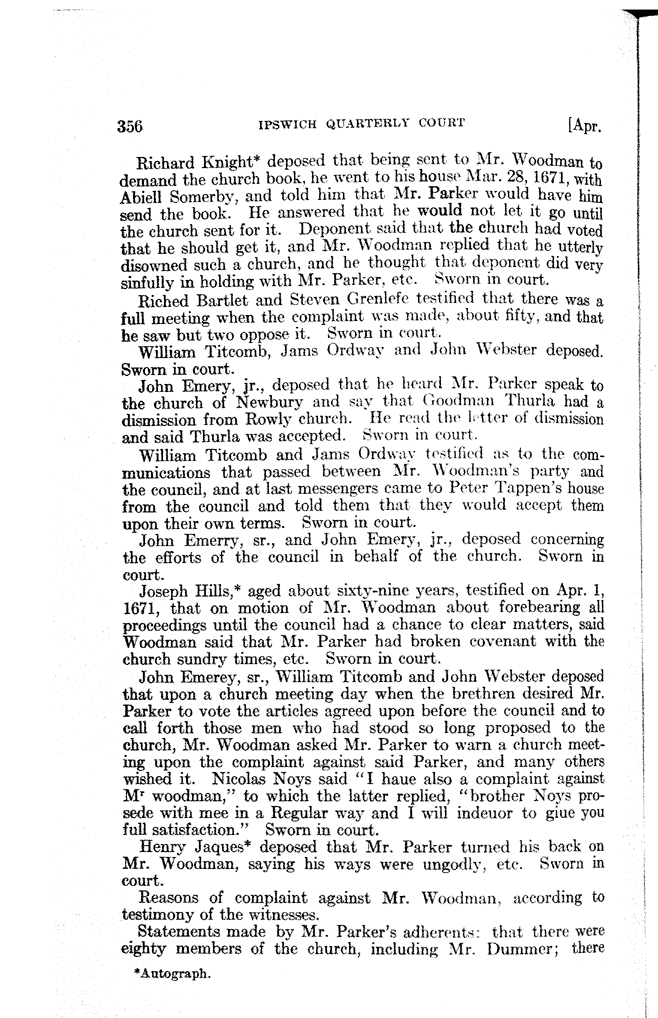 356 IPSWICH QUARTERLY COURT [Apr.
Richard Knight* deposed that being sent to Mr. Woodman to
demand the church book, he went to his house Mar. 28, 1671, with
Abiell Somerby, and told him that Mr. Parker would have him
send the book. He answered that he would not let it go until
the church sent for it. Deponent said that the church had voted
that he should get it, and Mr. Woodman replied that he utterly
disowned such a church, and he thought that deponent did very
sinfully in holding with Mr. Parker, etc. Sworn in court.
Riched Bartlet and Steven Grenlefe testified that there was a
full meeting when the complaint was made, about fifty, and that
he saw but two oppose it. Sworn in court.
William Titcomb, Jams Ordway and John Webster deposed.
Sworn in court.
John Emery, jr., deposed that he heard Mr. Parker speak to
the church of Newbury and say that Goodman Thurla had a
dismission from Rowly church. He read the letter of dismission
and said Thurla was accepted. Sworn in court.
William Titcomb and Jams Ordway testified as to the com-
munications that passed between Mr. Woodman's party and
the council, and at last messengers came to Peter Tappen's house
from the council and told them that they would accept them
upon their own terms. Sworn in court.
John Emerry, sr., and John Emery, jr., deposed concerning
the efforts of the council in behalf of the church. Sworn in
court.
Joseph Hills,* aged about sixty-nine years, testified on Apr. 1,
1671, that on motion of Mr. Woodman about forebearing all
proceedings until the council had a chance to clear matters, said
Woodman said that Mr. Parker had broken covenant with the
church sundry times, etc. Sworn in court.
John Emerey, sr., William Titcomb and John Webster deposed
that upon a church meeting day when the brethren desired Mr.
Parker to vote the articles agreed upon before the council and to
call forth those men who had stood so long proposed to the
church, Mr. Woodman asked Mr. Parker to warn a church meet-
ing upon the complaint against said Parker, and many others
wished it. Nicolas Noys said "I haue also a complaint against
Mʳ woodman," to which the latter replied, "brother Noys pro-
sede with mee in a Regular way and I will indeuor to giue you
full satisfaction." Sworn in court.
Henry Jaques* deposed that Mr. Parker turned his back on
Mr. Woodman, saying his ways were ungodly, etc. Sworn in
court.
Reasons of complaint against Mr. Woodman, according to
testimony of the witnesses.
Statements made by Mr. Parker's adherents: that there were
eighty members of the church, including Mr. Dummer; there
*Autograph.